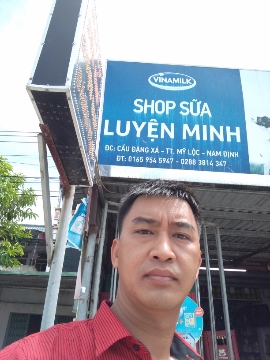 VINAMILK
SHOP SỮA
LUYỆN MINH
ĐC: CẦU ĐẶNG XÁ - TT. MỸ LỘC - NAM ĐỊNH
ĐT: 0165 954 5947 - 0288 3814 347